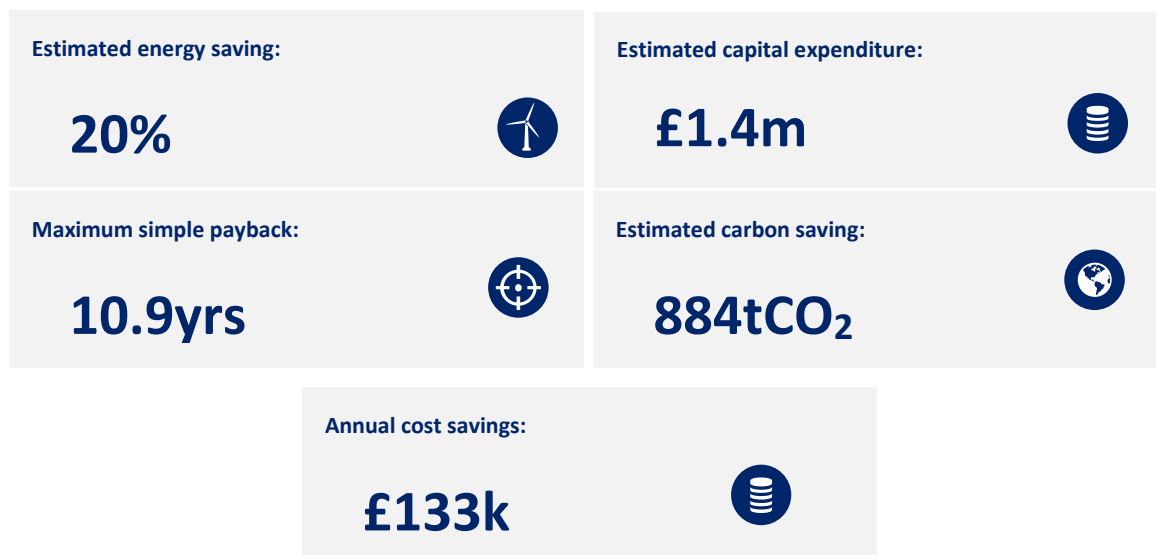 Estimated energy saving:
20%
Estimated capital expenditure:
£1.4m
Maximum simple payback:
10.9yrs
Estimated carbon saving:
884tCO₂
Annual cost savings:
£133k